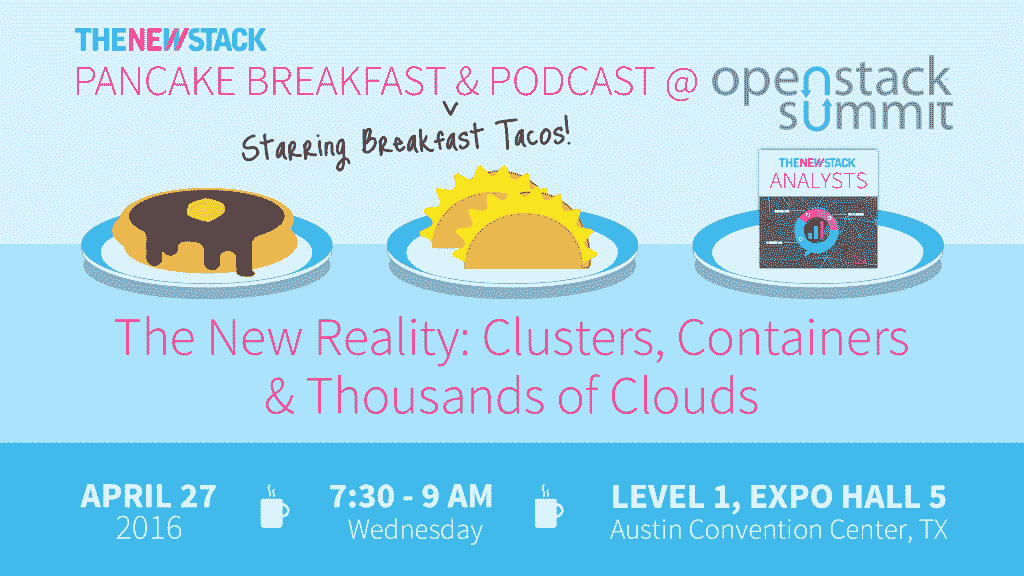 THENEWSTACK
PANCAKE BREAKFAST & PODCAST @ openstack summit
Starring Breakfast Tacos!
THENEWSTACK
ANALYSTS
The New Reality: Clusters, Containers
& Thousands of Clouds
APRIL 27
2016
7:30 - 9 AM
Wednesday
LEVEL 1, EXPO HALL 5
Austin Convention Center, TX